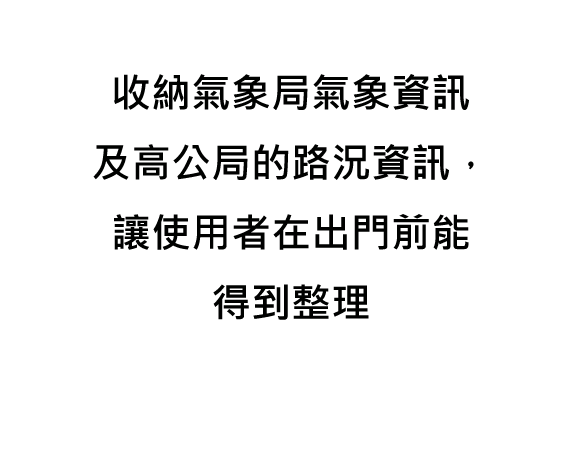 收納氣象局氣象資訊
及高公局的路況資訊，
讓使用者在出門前能
得到整理